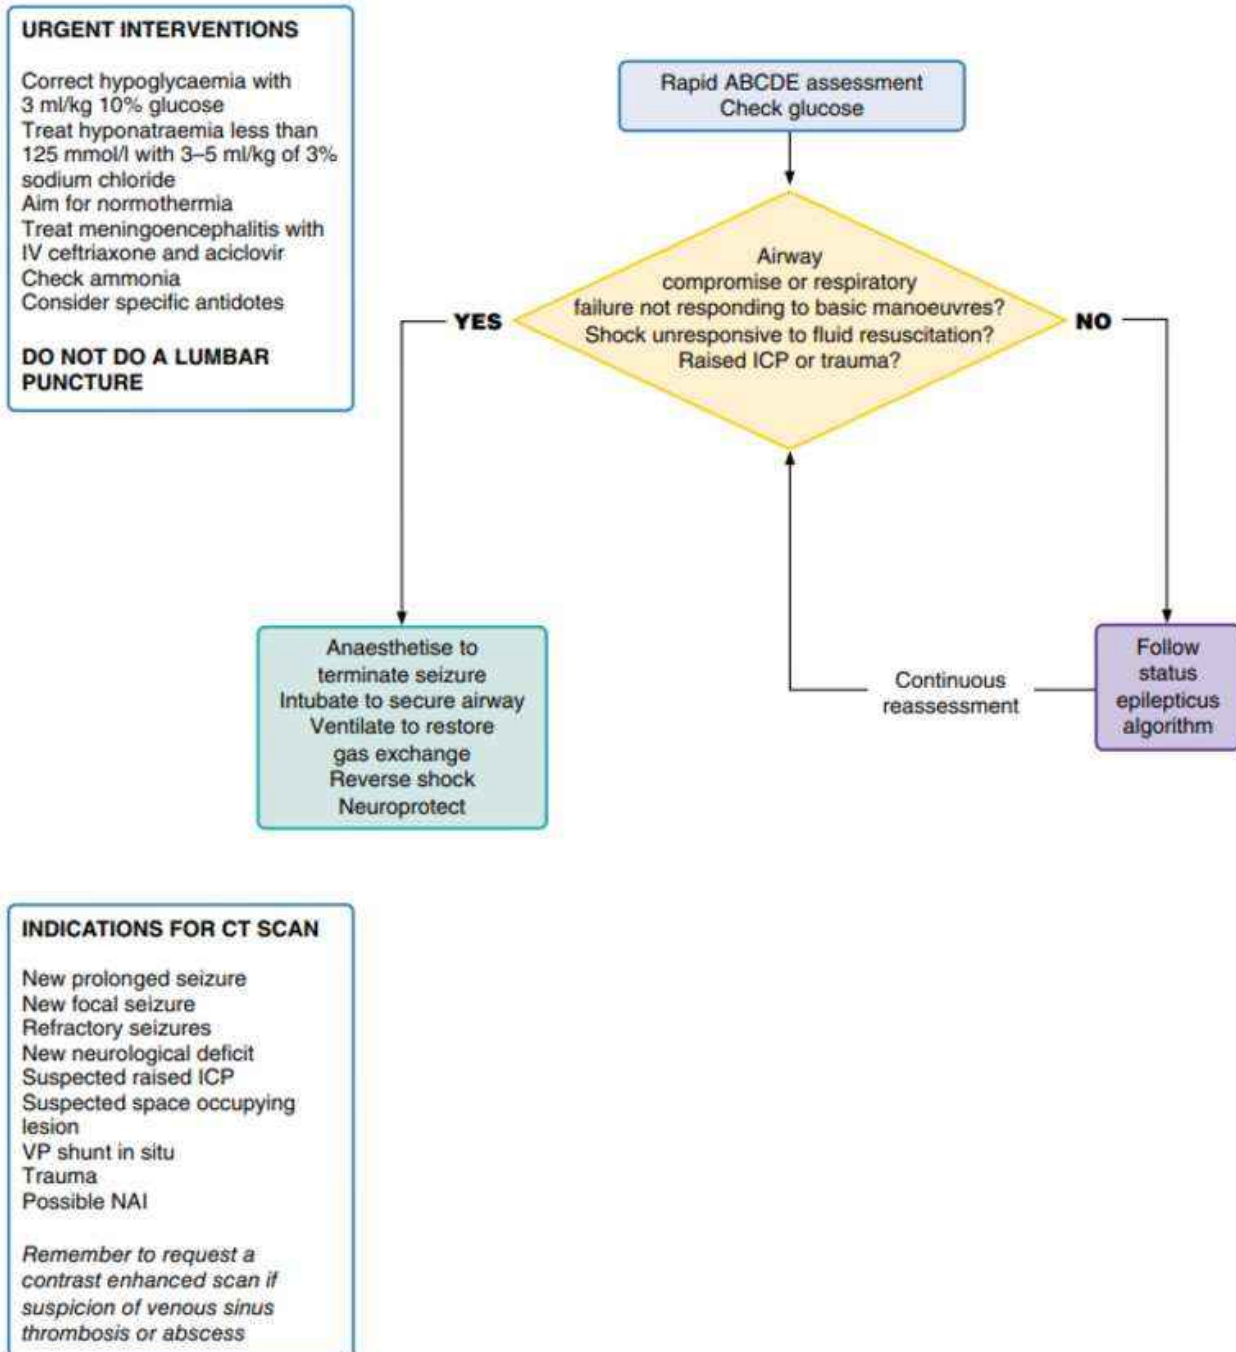 URGENT INTERVENTIONS
Correct hypoglycaemia with
3 ml/kg 10% glucose
Treat hyponatraemia less than
125 mmol/l with 3–5 ml/kg of 3%
sodium chloride
Aim for normothermia
Treat meningoencephalitis with
IV ceftriaxone and aciclovir
Check ammonia
Consider specific antidotes
DO NOT DO A LUMBAR
PUNCTURE
Rapid ABCDE assessment
Check glucose
Airway
compromise or respiratory
failure not responding to basic manoeuvres?
Shock unresponsive to fluid resuscitation?
Raised ICP or trauma?
YES
NO
Anaesthetise to
terminate seizure
Intubate to secure airway
Ventilate to restore
gas exchange
Reverse shock
Neuroprotect
Continuous
reassessment
Follow
status
epilepticus
algorithm
INDICATIONS FOR CT SCAN
New prolonged seizure
New focal seizure
Refractory seizures
New neurological deficit
Suspected raised ICP
Suspected space occupying
lesion
VP shunt in situ
Trauma
Possible NAI
Remember to request a
contrast enhanced scan if
suspicion of venous sinus
thrombosis or abscess